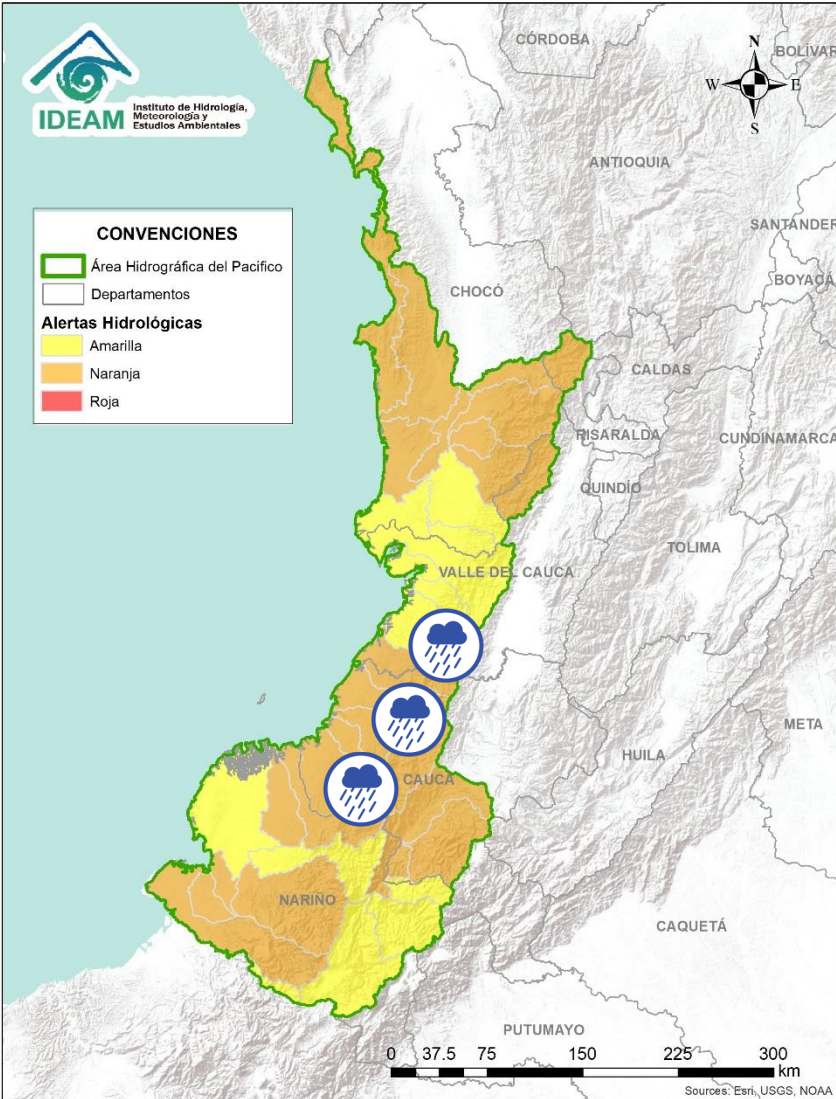 IDEAM
Instituto de Hidrología,
Meteorología y
Estudios Ambientales
CÓRDOBA
BOLÍVAR
N
W
E
S
ANTIOQUIA
SANTANDER
BOYACÁ
CONVENCIONES
Área Hidrográfica del Pacifico
Departamentos
Alertas Hidrológicas
Amarilla
Naranja
Roja
CHOCÓ
CALDAS
RISARALDA
CUNDINAMARCA
QUINDÍO
TOLIMA
VALLE DEL CAUCA
META
HUILA
CAUCA
NARIÑO
CAQUETÁ
PUTUMAYO
0 37.5 75 150 225 300
km
Sources: Esri, USGS, NOAA